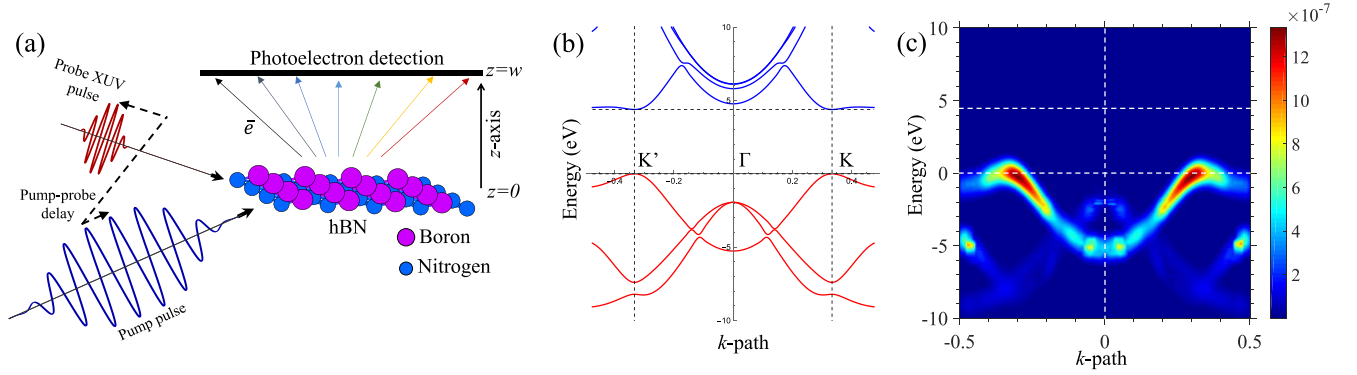 (a)
Photoelectron detection
z=w
Probe XUV
pulse
ē
z-axis
z=0
Pump-probe
delay
hBN
Boron
Nitrogen
Pump pulse
(b)
Energy (eV)
10
5
-5
-10
K’
Γ
K
-0.4
-0.2
0.2
0.4
k-path
(c)
×10⁻⁷
Energy (eV)
10
5
0
-5
-10
-0.5
0
0.5
k-path
12
10
8
6
4
2